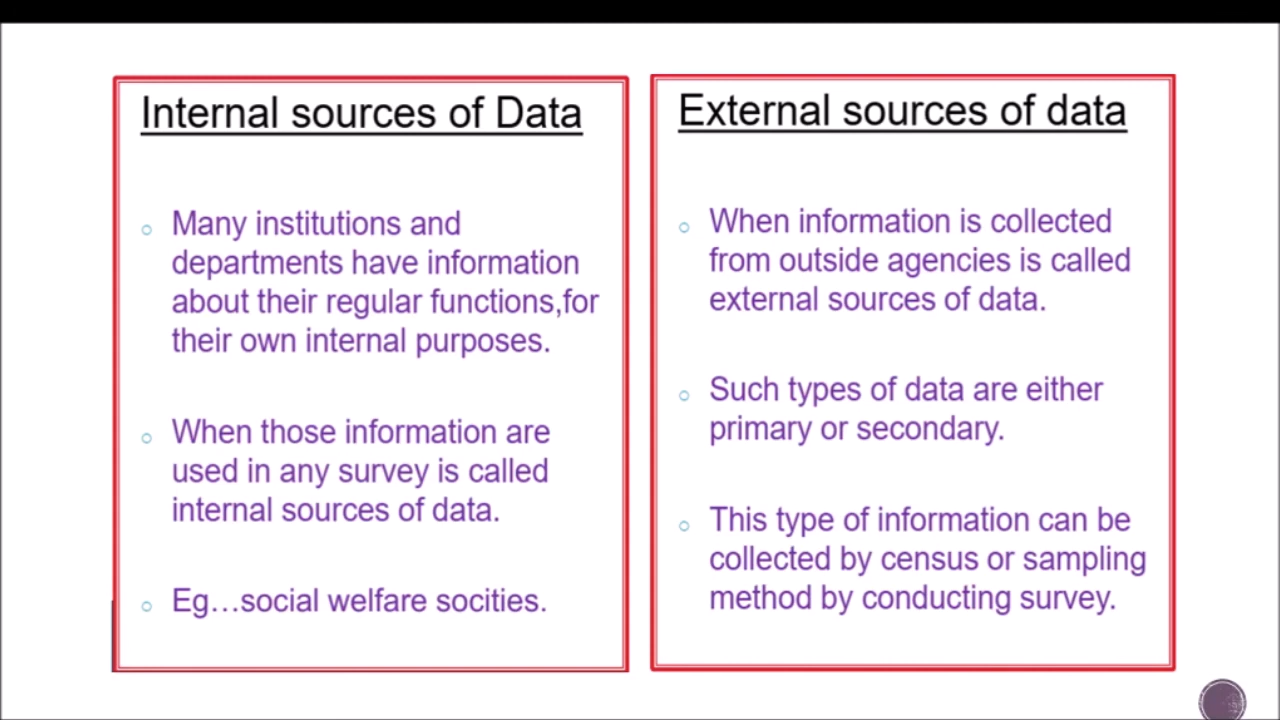 Internal sources of Data
Many institutions and
departments have information
about their regular functions,for
their own internal purposes.
When those information are
used in any survey is called
internal sources of data.
Eg…social welfare socities.
External sources of data
When information is collected
from outside agencies is called
external sources of data.
Such types of data are either
primary or secondary.
This type of information can be
collected by census or sampling
method by conducting survey.